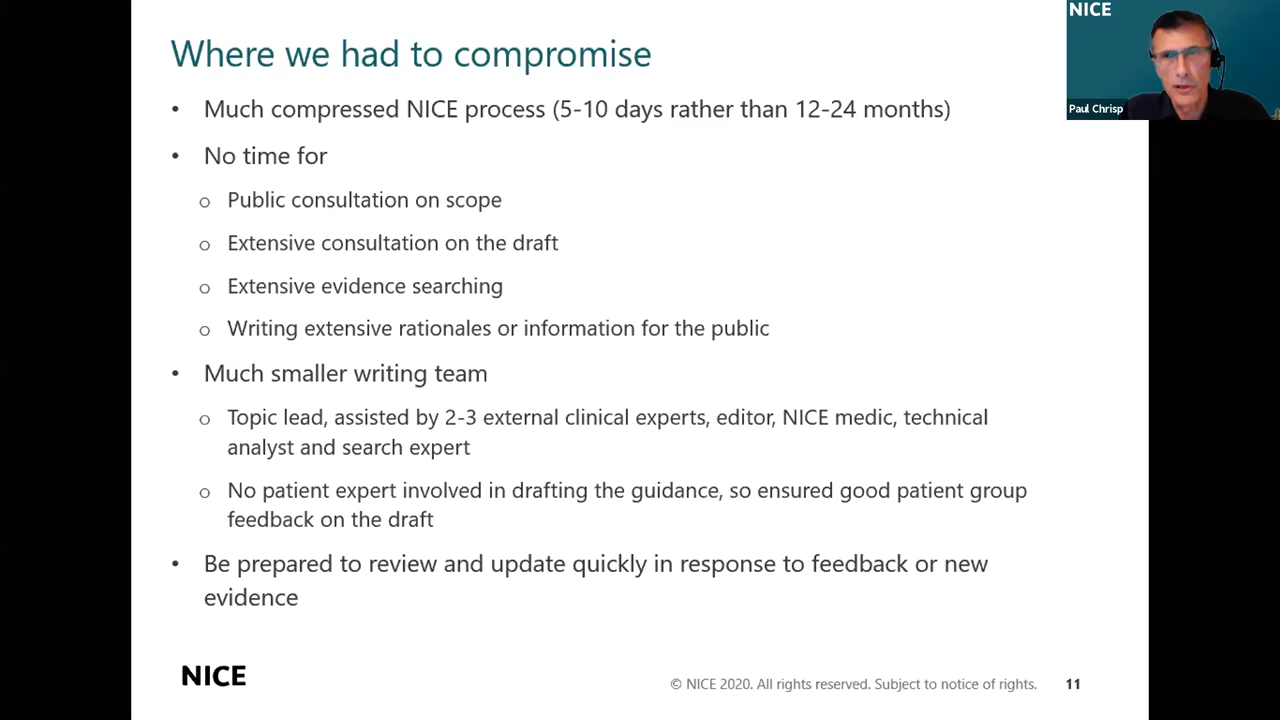 Where we had to compromise
• Much compressed NICE process (5-10 days rather than 12-24 months)
• No time for
o Public consultation on scope
o Extensive consultation on the draft
o Extensive evidence searching
o Writing extensive rationales or information for the public
• Much smaller writing team
o Topic lead, assisted by 2-3 external clinical experts, editor, NICE medic, technical
analyst and search expert
o No patient expert involved in drafting the guidance, so ensured good patient group
feedback on the draft
• Be prepared to review and update quickly in response to feedback or new
evidence
NICE
© NICE 2020. All rights reserved. Subject to notice of rights.
11
NICE
Paul Chrisp